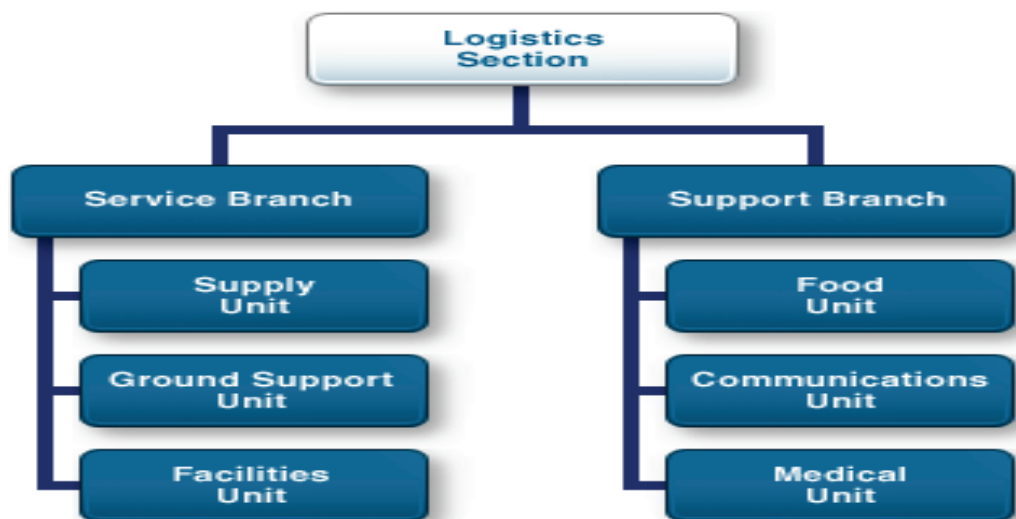 Logistics
Section
Service Branch
Supply
Unit
Ground Support
Unit
Facilities
Unit
Support Branch
Food
Unit
Communications
Unit
Medical
Unit